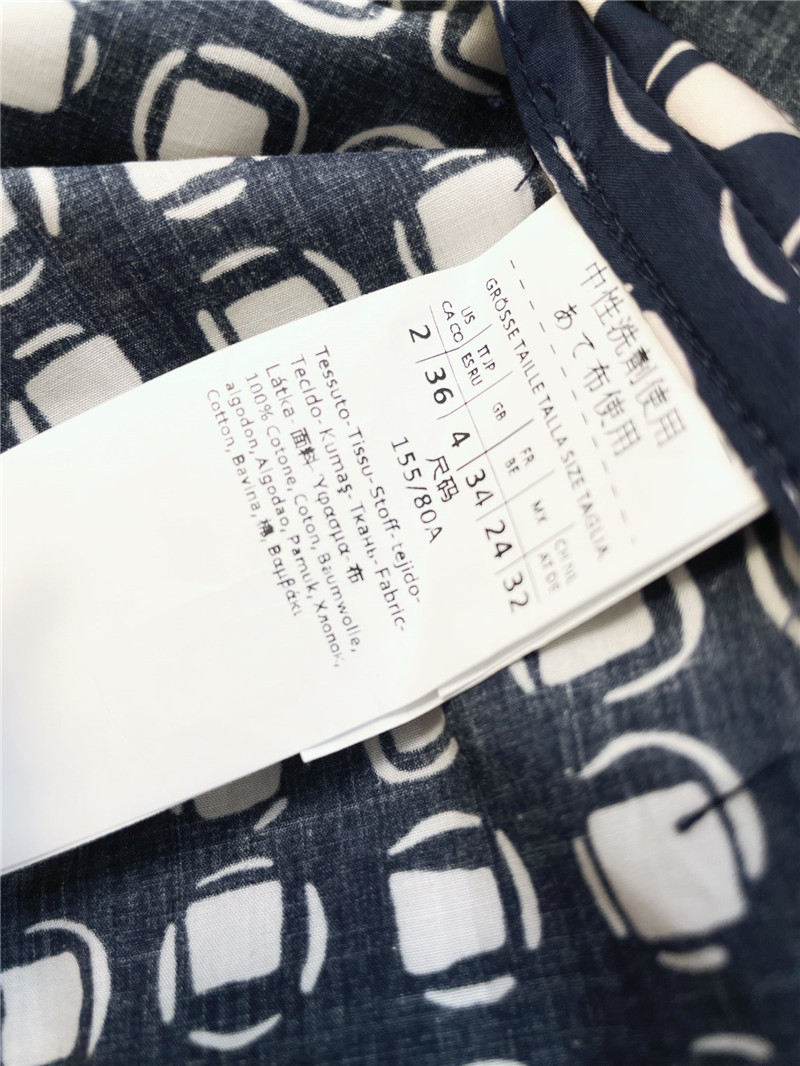 中性洗剤使用
あて布使用
GRÖSSE TAILLE TALLA SIZE TAGLIA
US IT JP GB FR MX CH NL
CA CO ES RU BE AT DE
2 36 4 34 24 32
尺码
155/80A
Tessuto-Tissu-Stoff-tejido-
Tecido-Kumaş-Ткань-Fabric-
Látka-面料-Υφασμα-布
100% Cotone, Coton, Baumwolle,
algodon, Algodao, Pamuk, Хлопок,
Cotton, Bavlna, 棉, Βαμβάκι